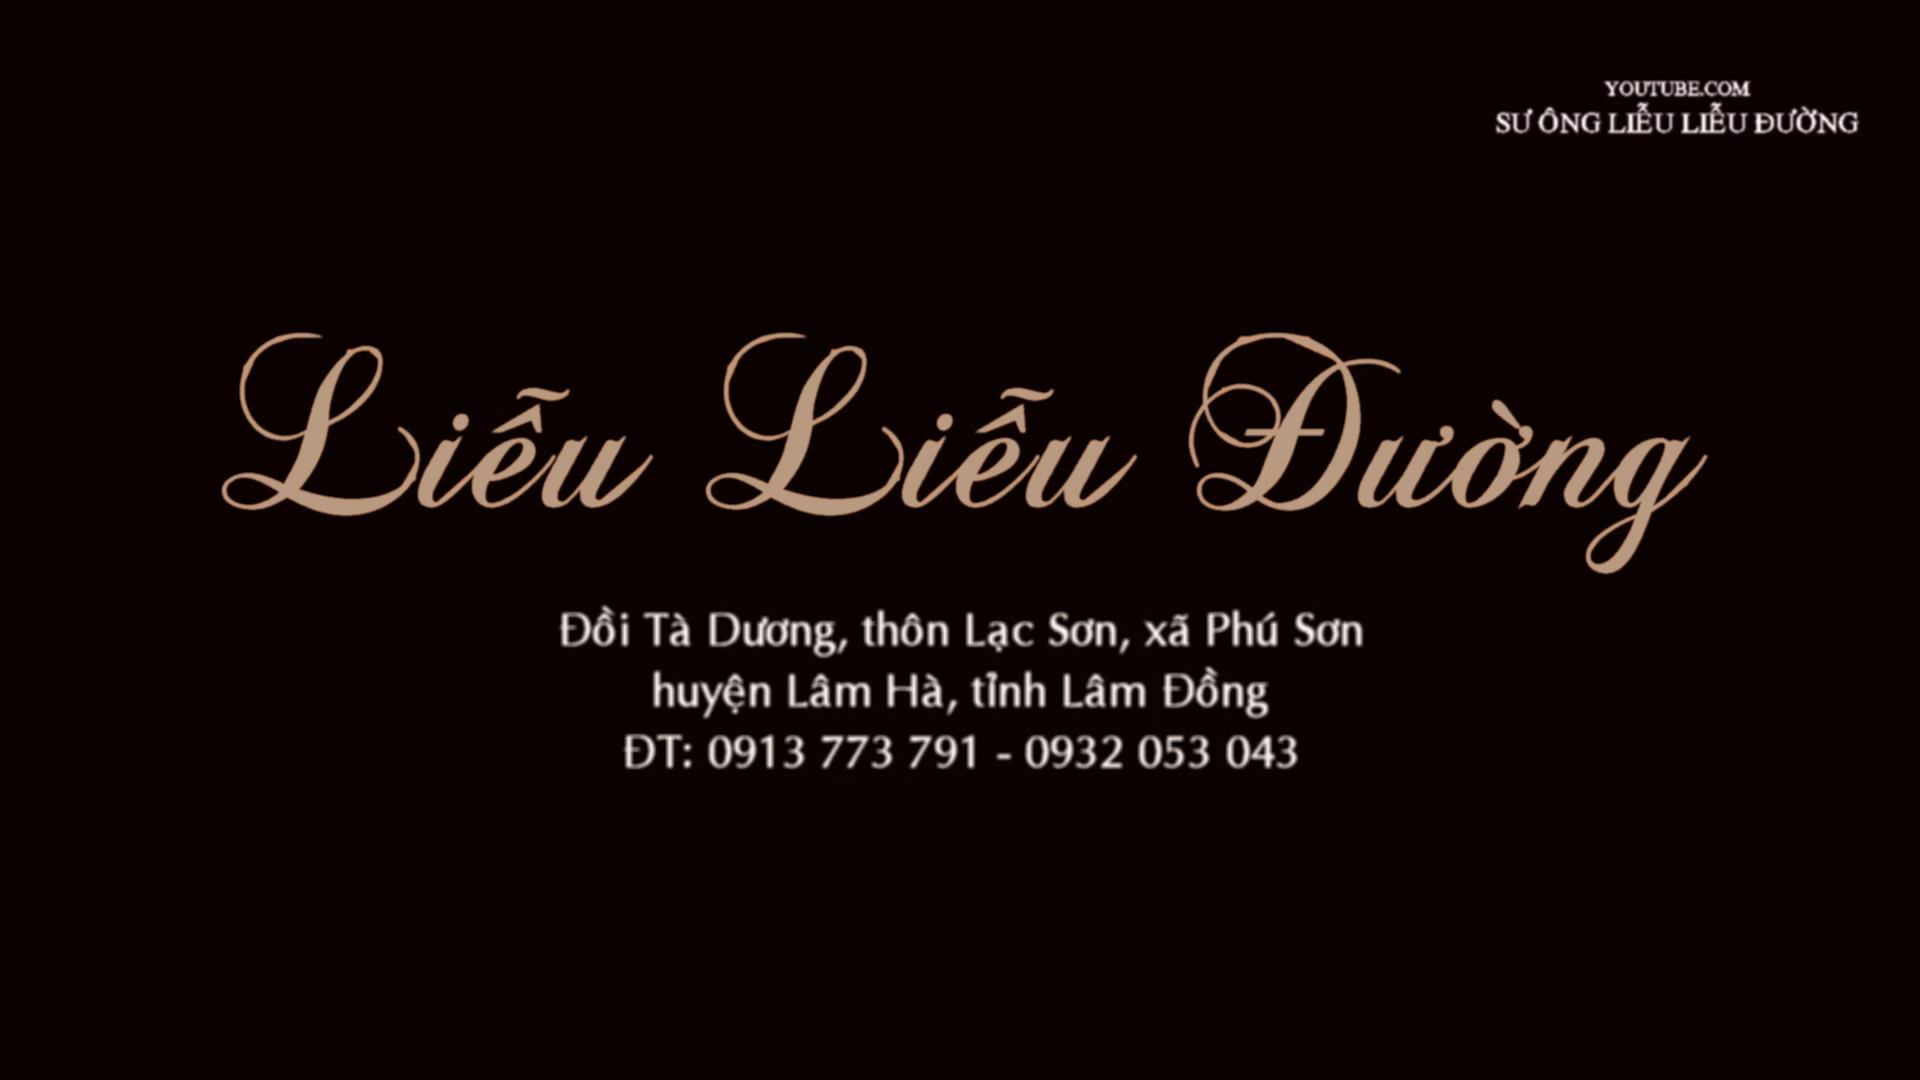 YOUTUBE.COM
SƯ ÔNG LIỄU LIỄU ĐƯỜNG
Liễu Liễu Đường
Đồi Tà Dương, thôn Lạc Sơn, xã Phú Sơn
huyện Lâm Hà, tỉnh Lâm Đồng
ĐT: 0913 773 791 - 0932 053 043